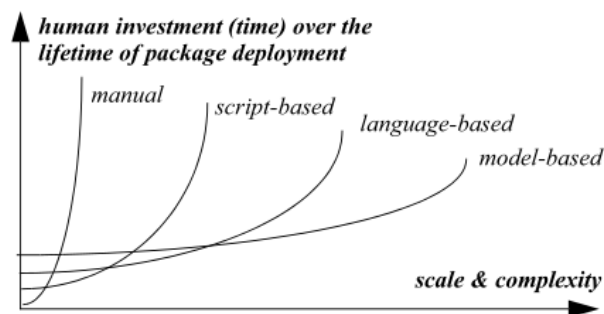 human investment (time) over the
lifetime of package deployment
manual
script-based
language-based
model-based
scale & complexity